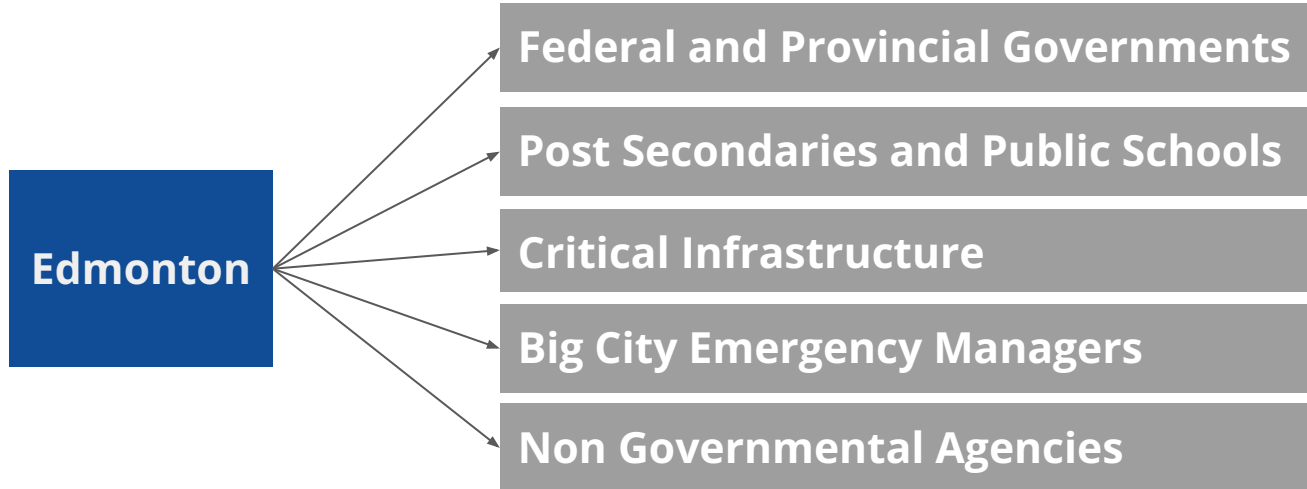 Federal and Provincial Governments
Post Secondaries and Public Schools
Edmonton
Critical Infrastructure
Big City Emergency Managers
Non Governmental Agencies